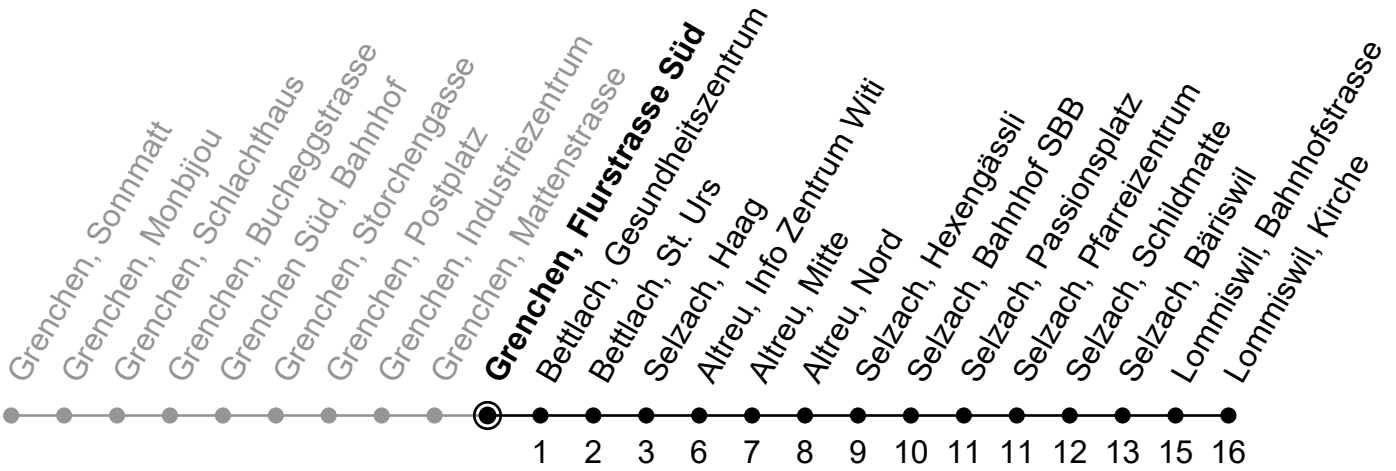 Grenchen, Sonnmatt
Grenchen, Monbijou
Grenchen, Schlachthaus
Grenchen, Bucheggstrasse
Grenchen Süd, Bahnhof
Grenchen, Storchengasse
Grenchen, Postplatz
Grenchen, Industriezentrum
Grenchen, Mattenstrasse
Grenchen, Flurstrasse Süd
Bettlach, Gesundheitszentrum
Bettlach, St. Urs
Selzach, Haag
Altreu, Info Zentrum Witi
Altreu, Mitte
Altreu, Nord
Selzach, Hexengässli
Selzach, Bahnhof SBB
Selzach, Passionsplatz
Selzach, Pfarreizentrum
Selzach, Schildmatte
Selzach, Bäriswil
Lommiswil, Bahnhofstrasse
Lommiswil, Kirche
1 2 3 6 7 8 9 10 11 11 12 13 15 16